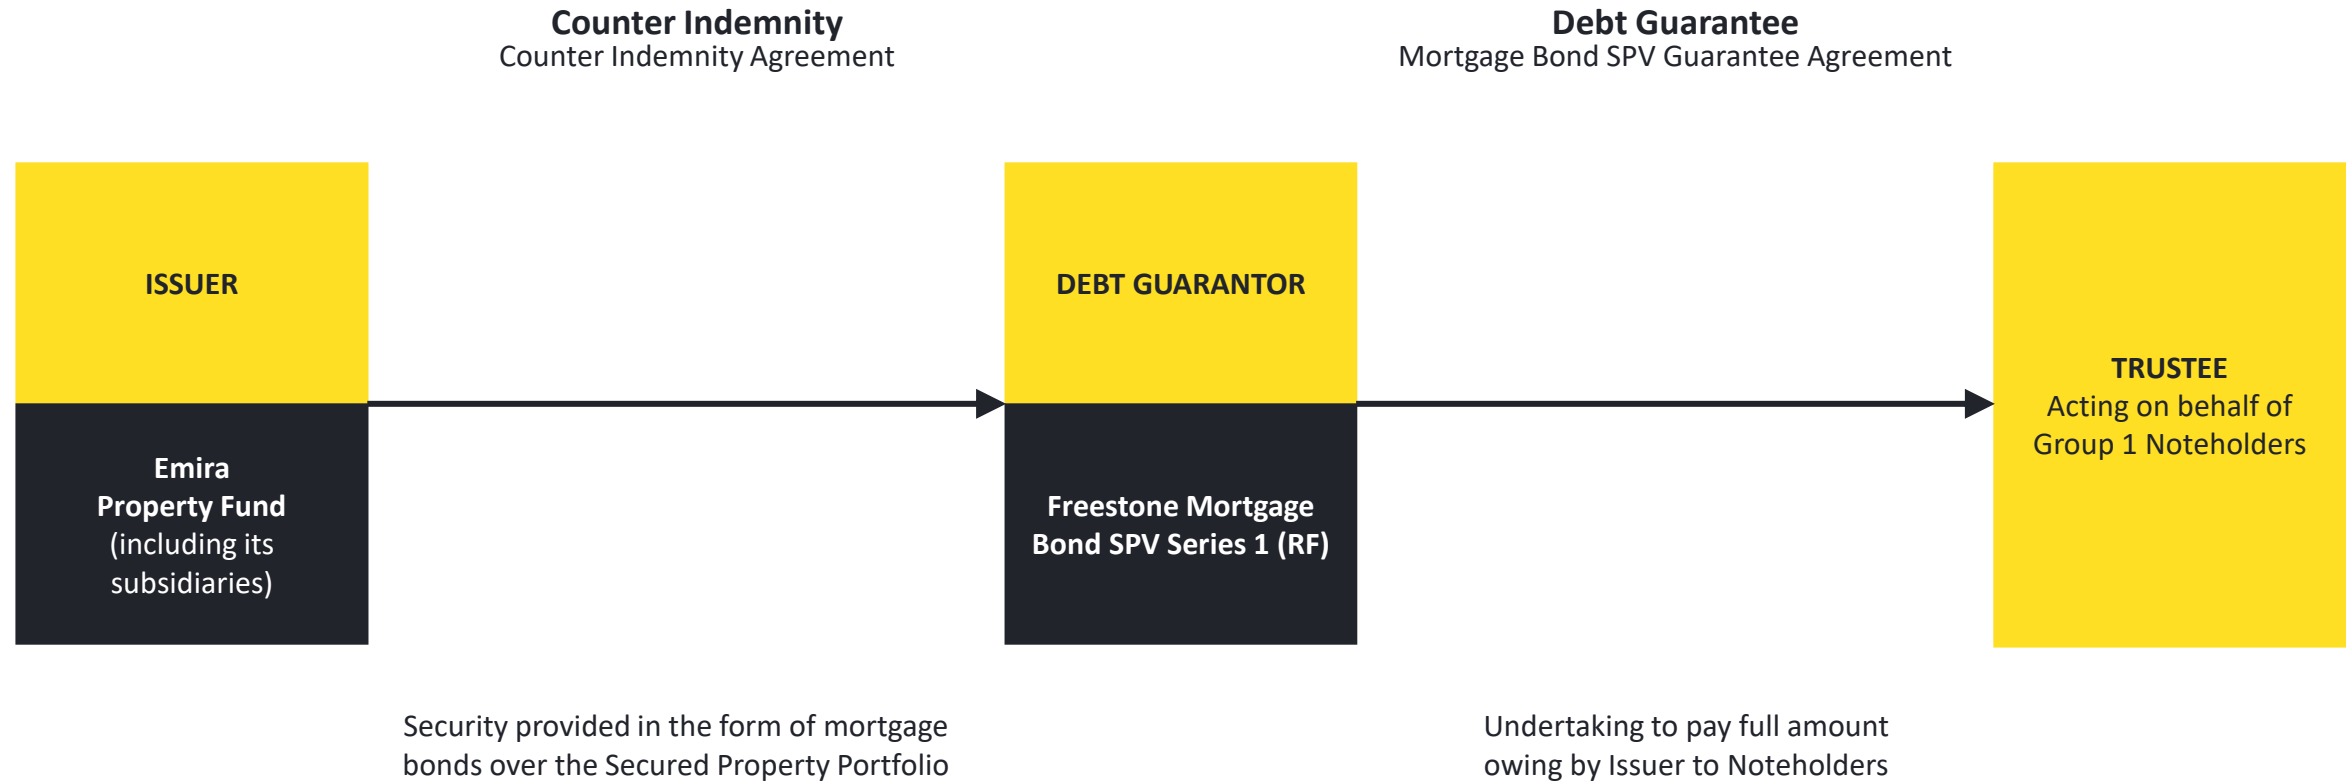 Counter Indemnity
Counter Indemnity Agreement
Debt Guarantee
Mortgage Bond SPV Guarantee Agreement
ISSUER
Emira
Property Fund
(including its
subsidiaries)
DEBT GUARANTOR
Freestone Mortgage
Bond SPV Series 1 (RF)
TRUSTEE
Acting on behalf of
Group 1 Noteholders
Security provided in the form of mortgage
bonds over the Secured Property Portfolio
Undertaking to pay full amount
owing by Issuer to Noteholders